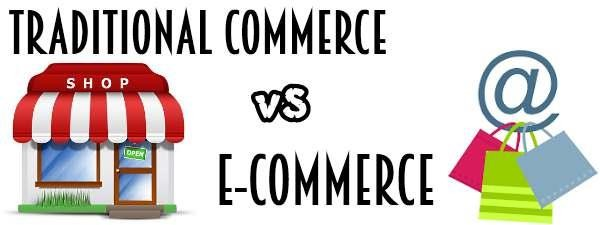 TRADITIONAL COMMERCE
SHOP
OPEN
vs
@
E-COMMERCE